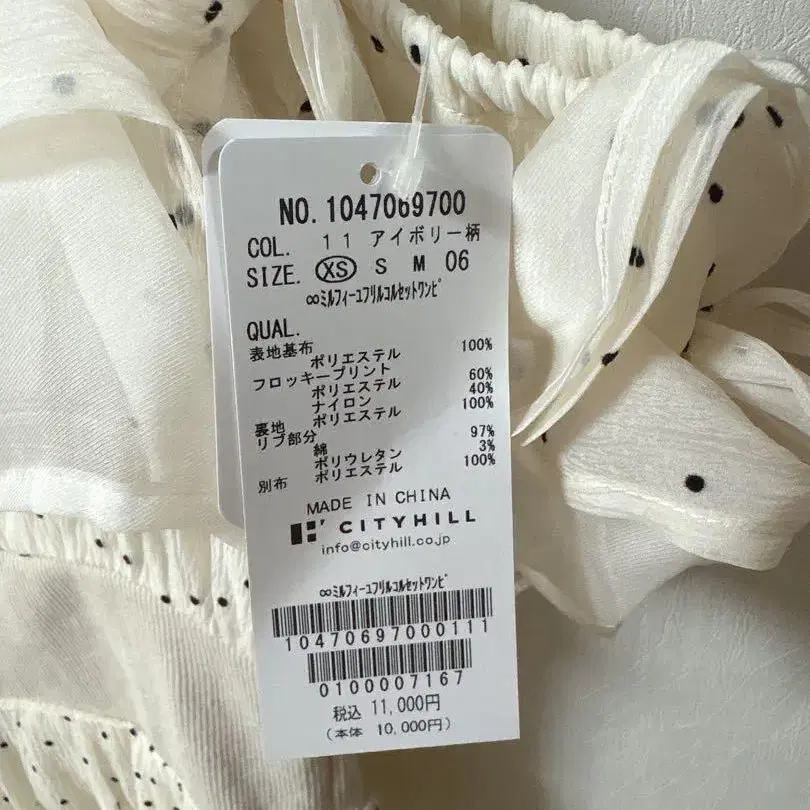 NO. 1047069700
COL. 11 アイボリー柄
SIZE. XS S M 06
∞ミルフィーユフリルコルセットワンピ
QUAL.
表地基布
ポリエステル 100%
フロッキープリント
ポリエステル 60%
ナイロン 40%
裏地 ポリエステル 100%
リブ部分
綿 97%
ポリウレタン 3%
別布 ポリエステル 100%
MADE IN CHINA
CITYHILL
info@cityhill.co.jp
∞ミルフィーユフリルコルセットワンピ
10470697000111
0100007167
税込 11,000円
(本体 10,000円)